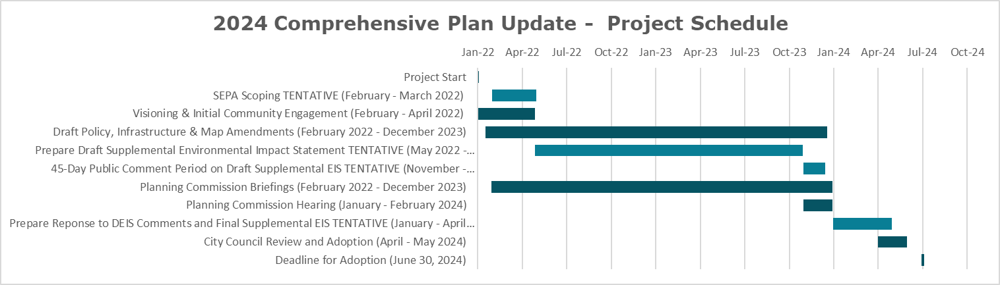 2024 Comprehensive Plan Update -  Project Schedule
Jan-22 Apr-22 Jul-22 Oct-22 Jan-23 Apr-23 Jul-23 Oct-23 Jan-24 Apr-24 Jul-24 Oct-24
Project Start
SEPA Scoping TENTATIVE (February - March 2022)
Visioning & Initial Community Engagement (February - April 2022)
Draft Policy, Infrastructure & Map Amendments (February 2022 - December 2023)
Prepare Draft Supplemental Environmental Impact Statement TENTATIVE (May 2022 -...
45-Day Public Comment Period on Draft Supplemental EIS TENTATIVE (November -...
Planning Commission Briefings (February 2022 - December 2023)
Planning Commission Hearing (January - February 2024)
Prepare Reponse to DEIS Comments and Final Supplemental EIS TENTATIVE (January - April...
City Council Review and Adoption (April - May 2024)
Deadline for Adoption (June 30, 2024)